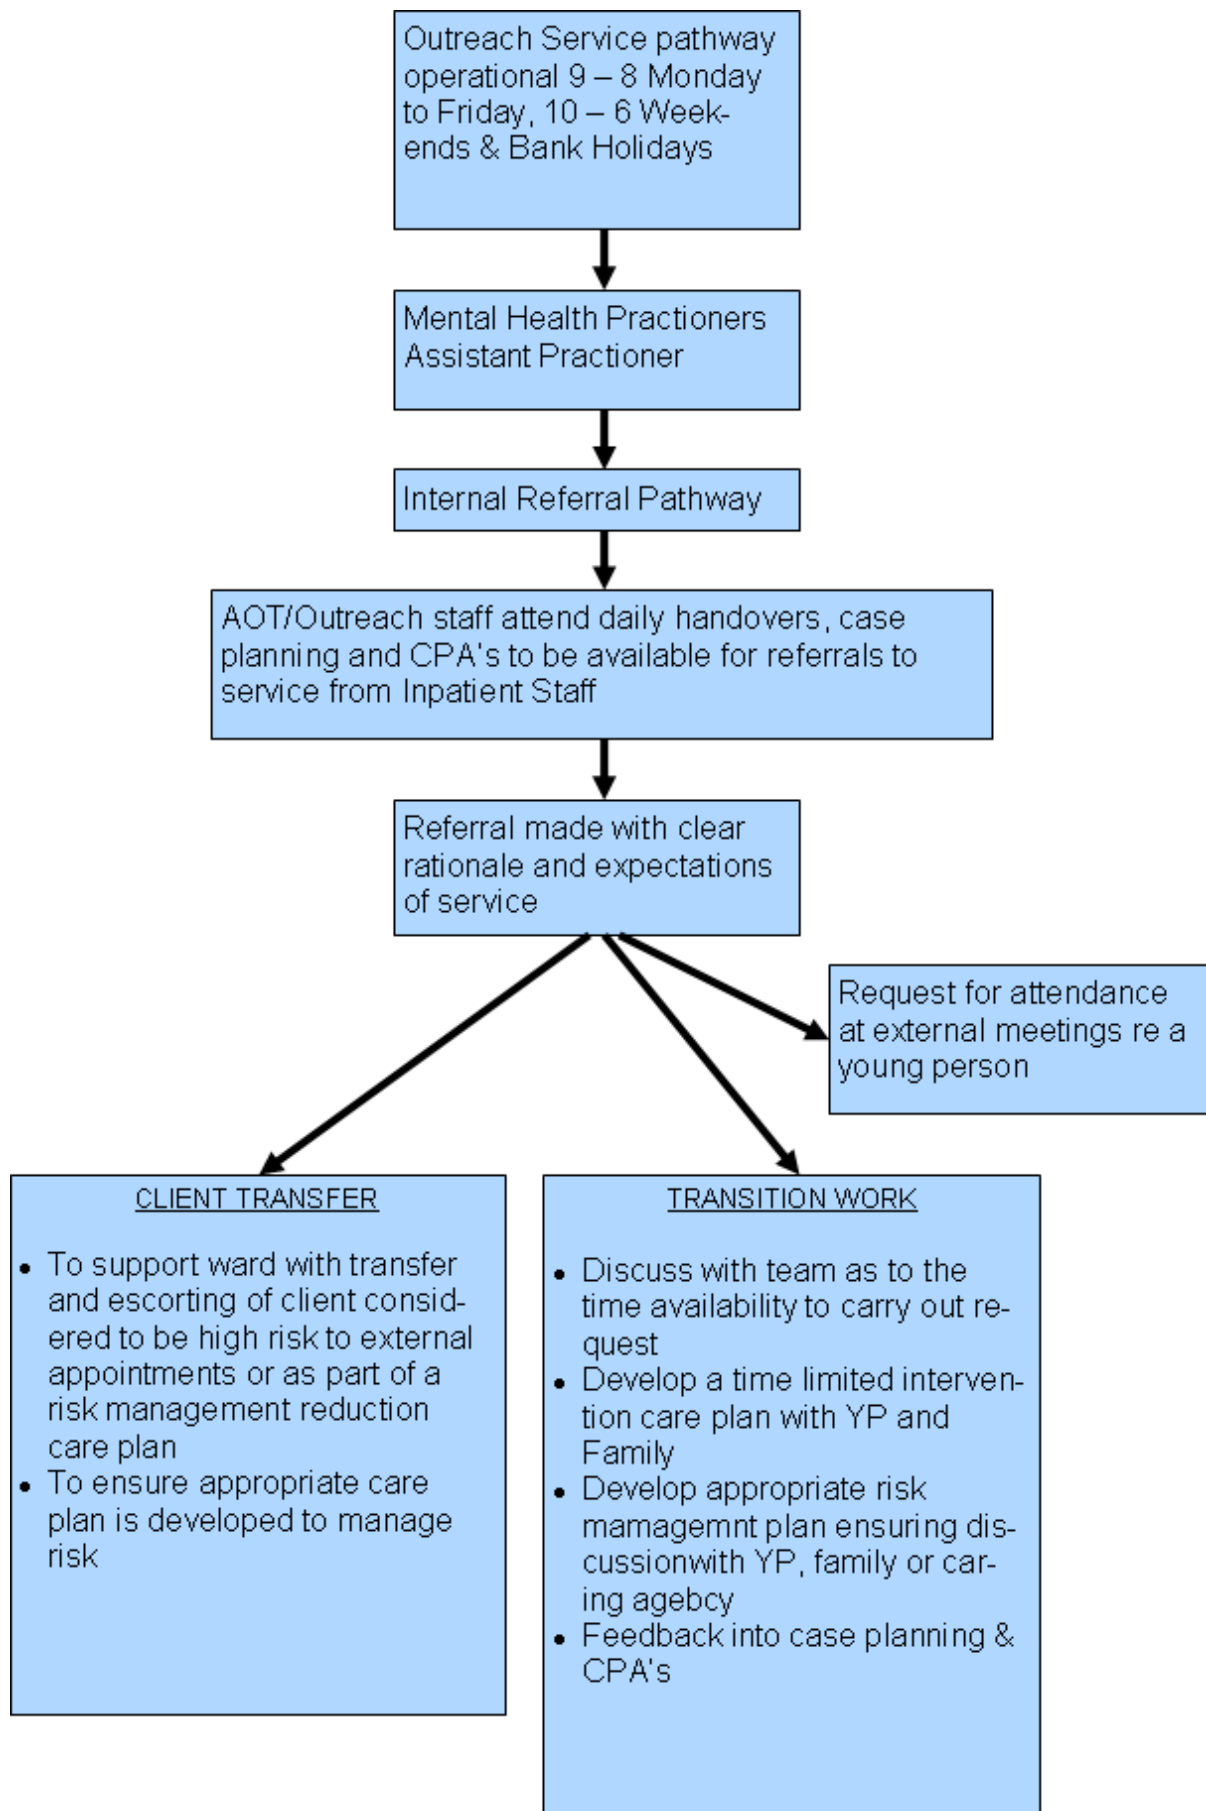 Outreach Service pathway
operational 9 – 8 Monday
to Friday, 10 – 6 Week-
ends & Bank Holidays
Mental Health Practioners
Assistant Practioner
Internal Referral Pathway
AOT/Outreach staff attend daily handovers, case
planning and CPA's to be available for referrals to
service from Inpatient Staff
Referral made with clear
rationale and expectations
of service
Request for attendance
at external meetings re a
young person
CLIENT TRANSFER
• To support ward with transfer
and escorting of client consid-
ered to be high risk to external
appointments or as part of a
risk management reduction
care plan
• To ensure appropriate care
plan is developed to manage
risk
TRANSITION WORK
• Discuss with team as to the
time availability to carry out re-
quest
• Develop a time limited interven-
tion care plan with YP and
Family
• Develop appropriate risk
mamagemnt plan ensuring dis-
cussionwith YP, family or car-
ing agebcy
• Feedback into case planning &
CPA's